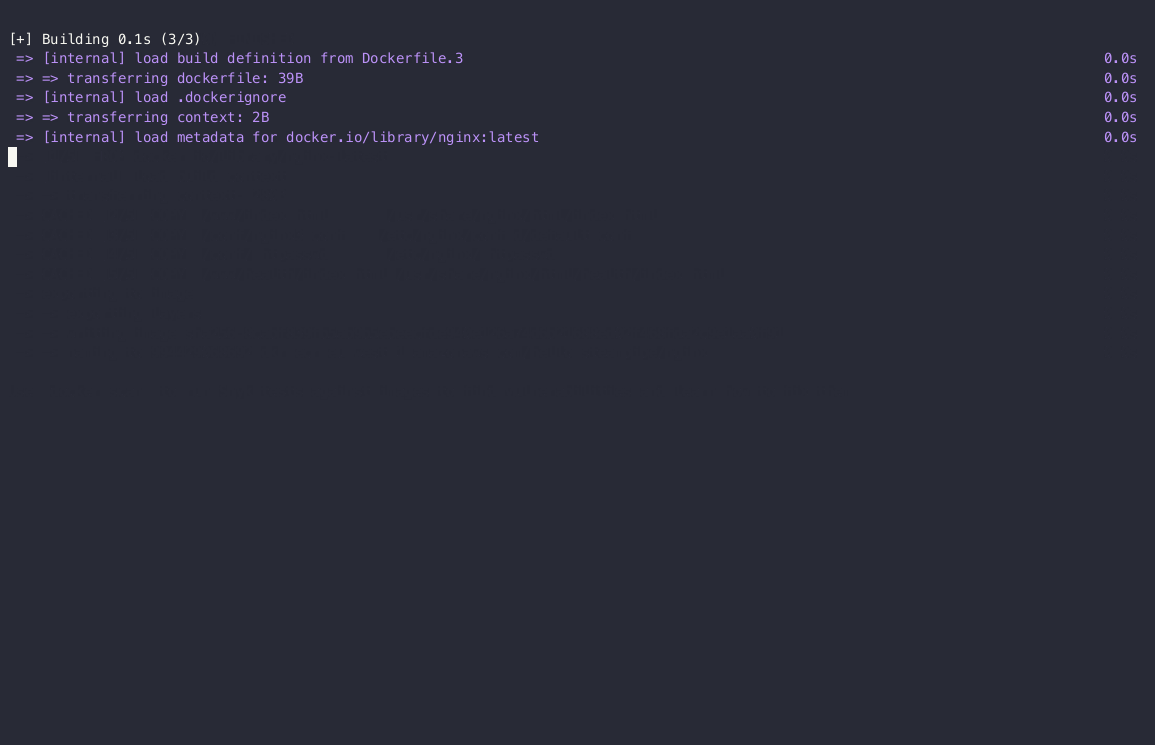 [+] Building 0.1s (3/3)
=> [internal] load build definition from Dockerfile.3 0.0s
=> => transferring dockerfile: 39B 0.0s
=> [internal] load .dockerignore 0.0s
=> => transferring context: 2B 0.0s
=> [internal] load metadata for docker.io/library/nginx:latest 0.0s